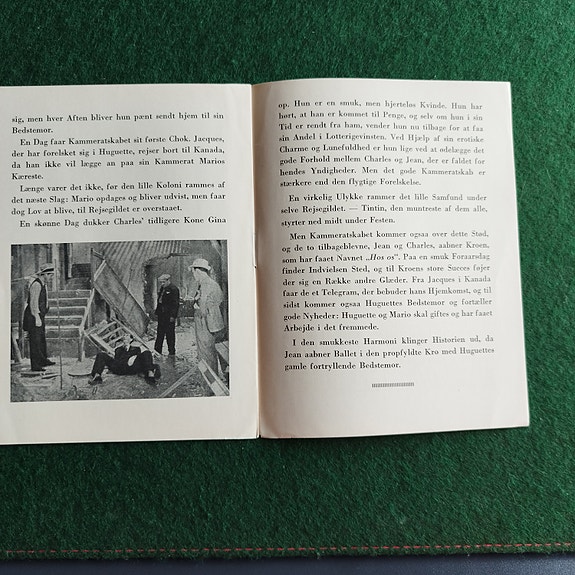 sig, men hver Aften bliver hun pænt sendt hjem til sin
Bedstemor.
En Dag faar Kammeratskabet sit første Chok. Jacques,
der har forelsket sig i Huguette, rejser bort til Kanada,
da han ikke vil lægge an paa sin Kammerat Marios
Kæreste.
Længe varer det ikke, før den lille Koloni rammes af
det næste Slag: Mario opdages og bliver udvist, men faar
dog Lov at blive, til Rejsegildet er overstaaet.
En skønne Dag dukker Charles' tidligere Kone Gina
op. Hun er en smuk, men hjerteløs Kvinde. Hun har
hørt, at han er kommet til Penge, og selv om hun i sin
Tid er rendt fra ham, vender hun nu tilbage for at faa
sin Andel i Lotterigevinsten. Ved Hjælp af sin erotiske
Charme og Lunefuldhed er hun lige ved at ødelægge det
gode Forhold mellem Charles og Jean, der er faldet for
hendes Yndigheder. Men det gode Kammeratskab er
stærkere end den flygtige Forelskelse.
En virkelig Ulykke rammer det lille Samfund under
selve Rejsegildet. — Tintin, den muntreste af dem alle,
styrter ned midt under Festen.
Men Kammeratskabet kommer ogsaa over dette Stød,
og de to tilbageblevne, Jean og Charles, aabner Kroen,
som har faaet Navnet „Hos os“. Paa en smuk Foraarsdag
finder Indvielsen Sted, og til Kroens store Succes føjer
der sig en Række andre Glæder. Fra Jacques i Kanada
faar de et Telegram, der bebuder hans Hjemkomst, og til
sidst kommer ogsaa Huguettes Bedstemor og fortæller
gode Nyheder: Huguette og Mario skal giftes og har faaet
Arbejde i det fremmede.
I den smukkeste Harmoni klinger Historien ud, da
Jean aabner Ballet i den propfyldte Kro med Huguettes
gamle fortryllende Bedstemor.